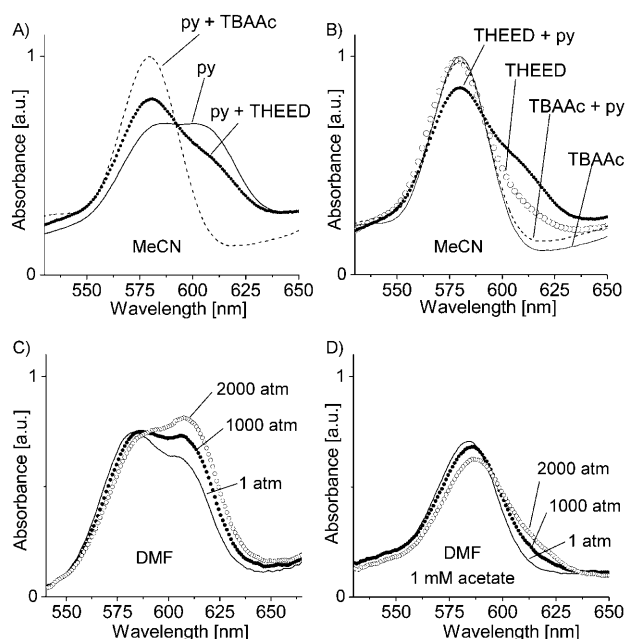 A)
py + TBAAc
py
py + THEED
MeCN
Absorbance [a.u.]
1
0
550
575
600
625
650
Wavelength [nm]
B)
THEED + py
THEED
TBAAc + py
TBAAc
MeCN
Absorbance [a.u.]
1
0
550
575
600
625
650
Wavelength [nm]
C)
2000 atm
1000 atm
1 atm
DMF
Absorbance [a.u.]
1
0
550
575
600
625
650
Wavelength [nm]
D)
2000 atm
1000 atm
1 atm
DMF
1 mM acetate
Absorbance [a.u.]
1
0
550
575
600
625
650
Wavelength [nm]